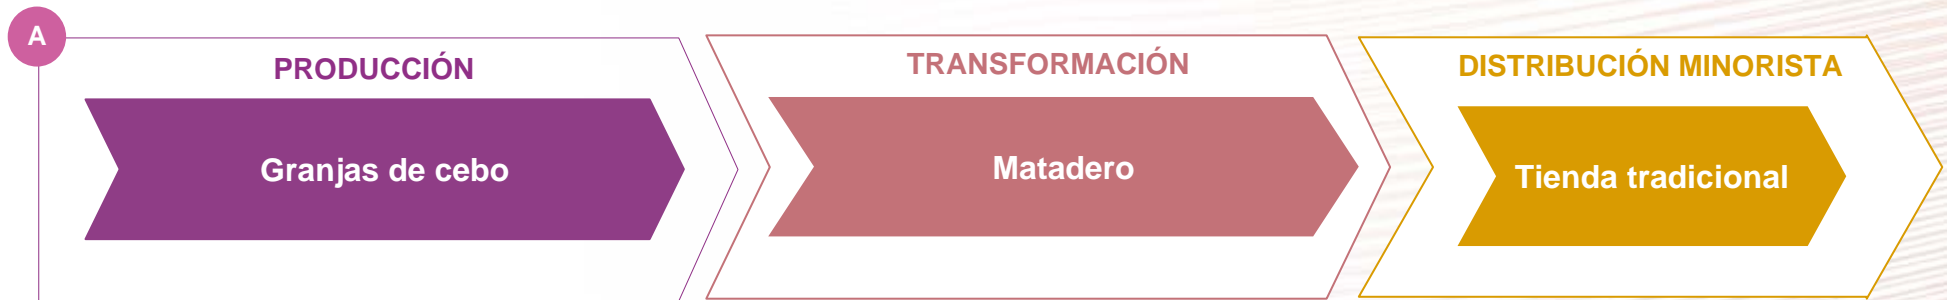 A
PRODUCCIÓN
TRANSFORMACIÓN
DISTRIBUCIÓN MINORISTA
Granjas de cebo
Matadero
Tienda tradicional